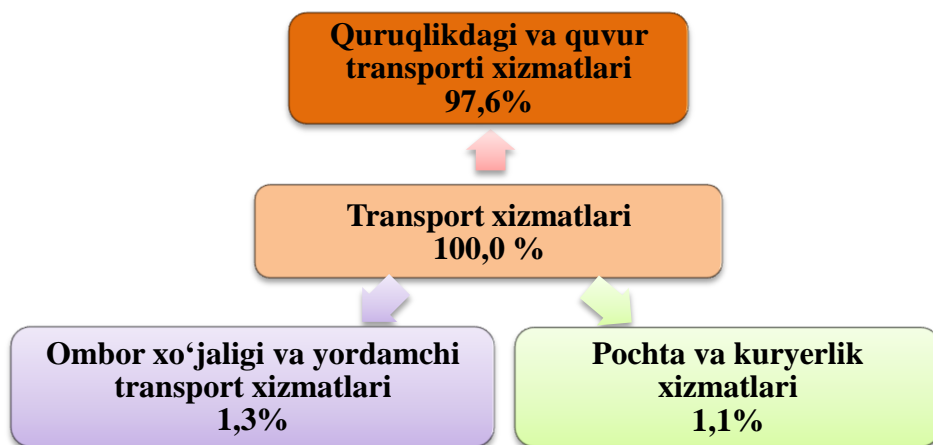 Quruqlikdagi va quvur
transporti xizmatlari
97,6%
Transport xizmatlari
100,0 %
Ombor xo‘jaligi va yordamchi
transport xizmatlari
1,3%
Pochta va kuryerlik
xizmatlari
1,1%